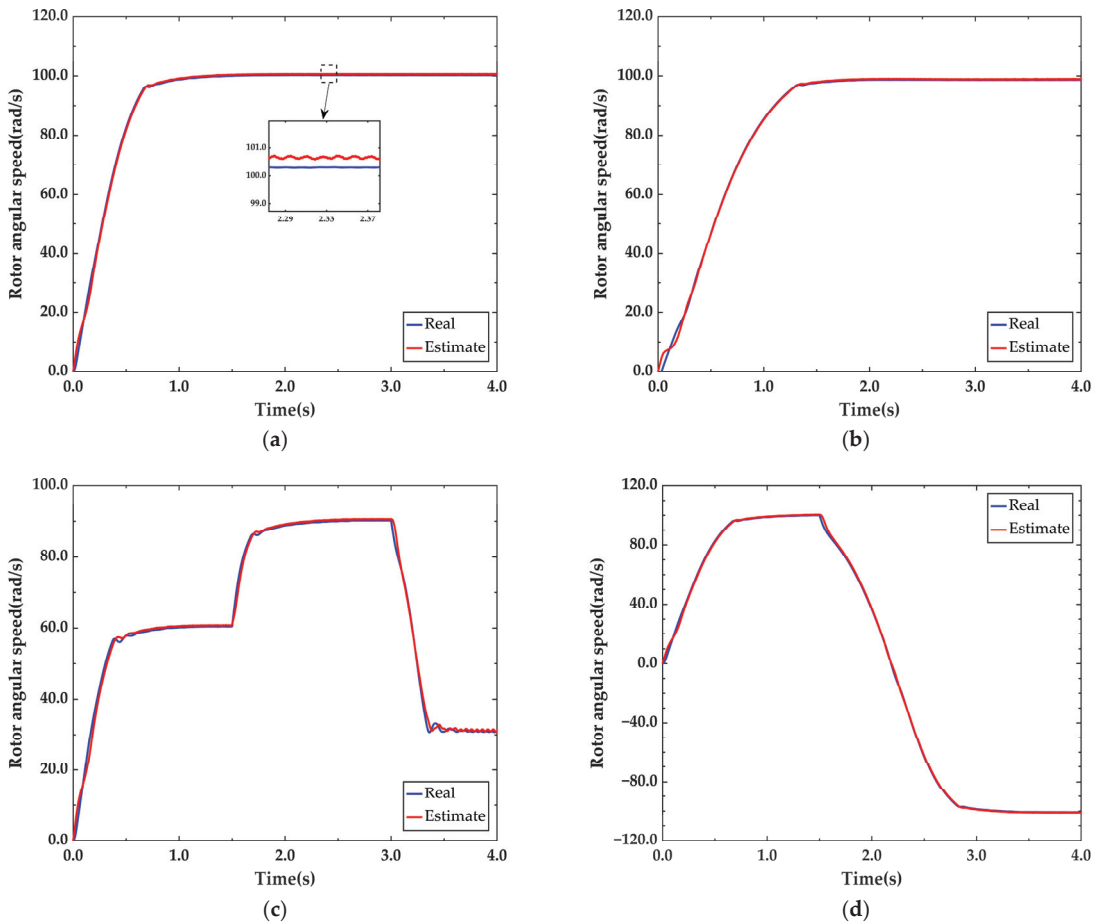 120.0
100.0
80.0
60.0
40.0
20.0
0.0
Rotor angular speed(rad/s)
101.0
100.0
99.0
2.29 2.33 2.37
Real
Estimate
0.0 1.0 2.0 3.0 4.0
Time(s)
(a)
120.0
100.0
80.0
60.0
40.0
20.0
0.0
Rotor angular speed(rad/s)
Real
Estimate
0.0 1.0 2.0 3.0 4.0
Time(s)
(b)
100.0
80.0
60.0
40.0
20.0
0.0
Rotor angular speed(rad/s)
Real
Estimate
0.0 1.0 2.0 3.0 4.0
Time(s)
(c)
120.0
80.0
40.0
0.0
−40.0
−80.0
−120.0
Rotor angular speed(rad/s)
Real
Estimate
0.0 1.0 2.0 3.0 4.0
Time(s)
(d)